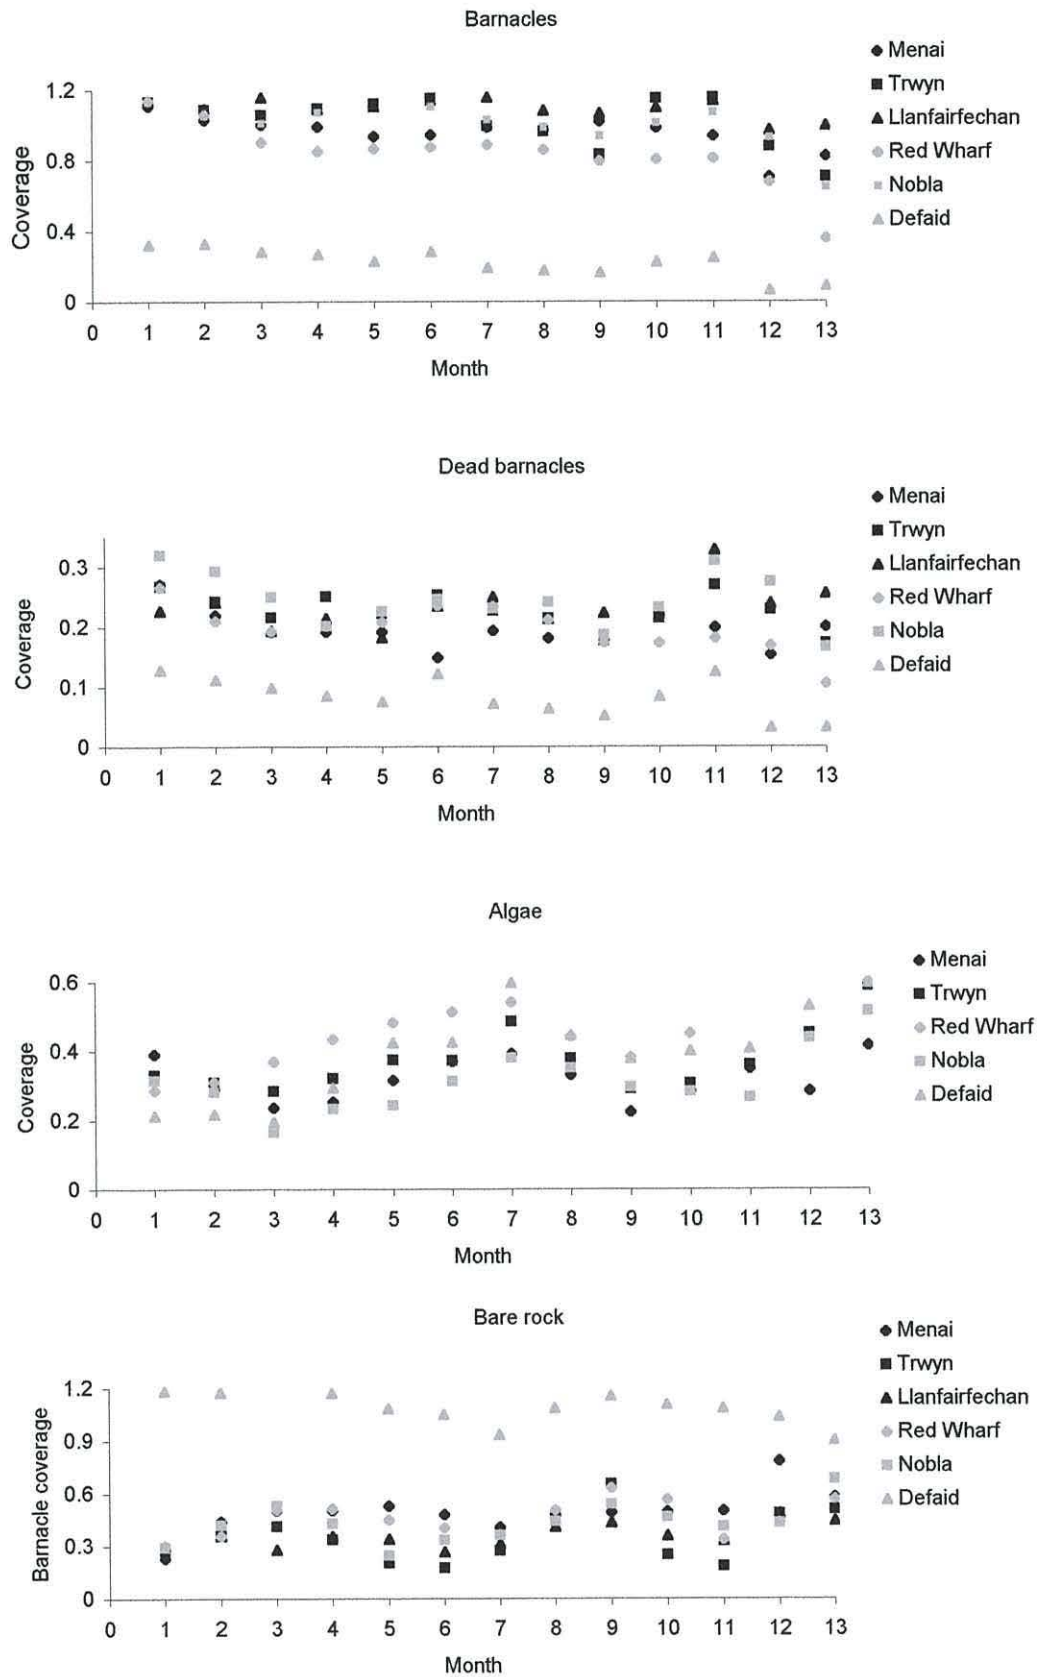 Barnacles
Menai
Trwyn
Llanfairfechan
Red Wharf
Nobla
Defaid
1.2
0.8
0.4
0
Coverage
0 1 2 3 4 5 6 7 8 9 10 11 12 13
Month
Dead barnacles
Menai
Trwyn
Llanfairfechan
Red Wharf
Nobla
Defaid
0.3
0.2
0.1
0
Coverage
0 1 2 3 4 5 6 7 8 9 10 11 12 13
Month
Algae
Menai
Trwyn
Red Wharf
Nobla
Defaid
0.6
0.4
0.2
0
Coverage
0 1 2 3 4 5 6 7 8 9 10 11 12 13
Month
Bare rock
Menai
Trwyn
Llanfairfechan
Red Wharf
Nobla
Defaid
1.2
0.9
0.6
0.3
0
Barnacle coverage
0 1 2 3 4 5 6 7 8 9 10 11 12 13
Month